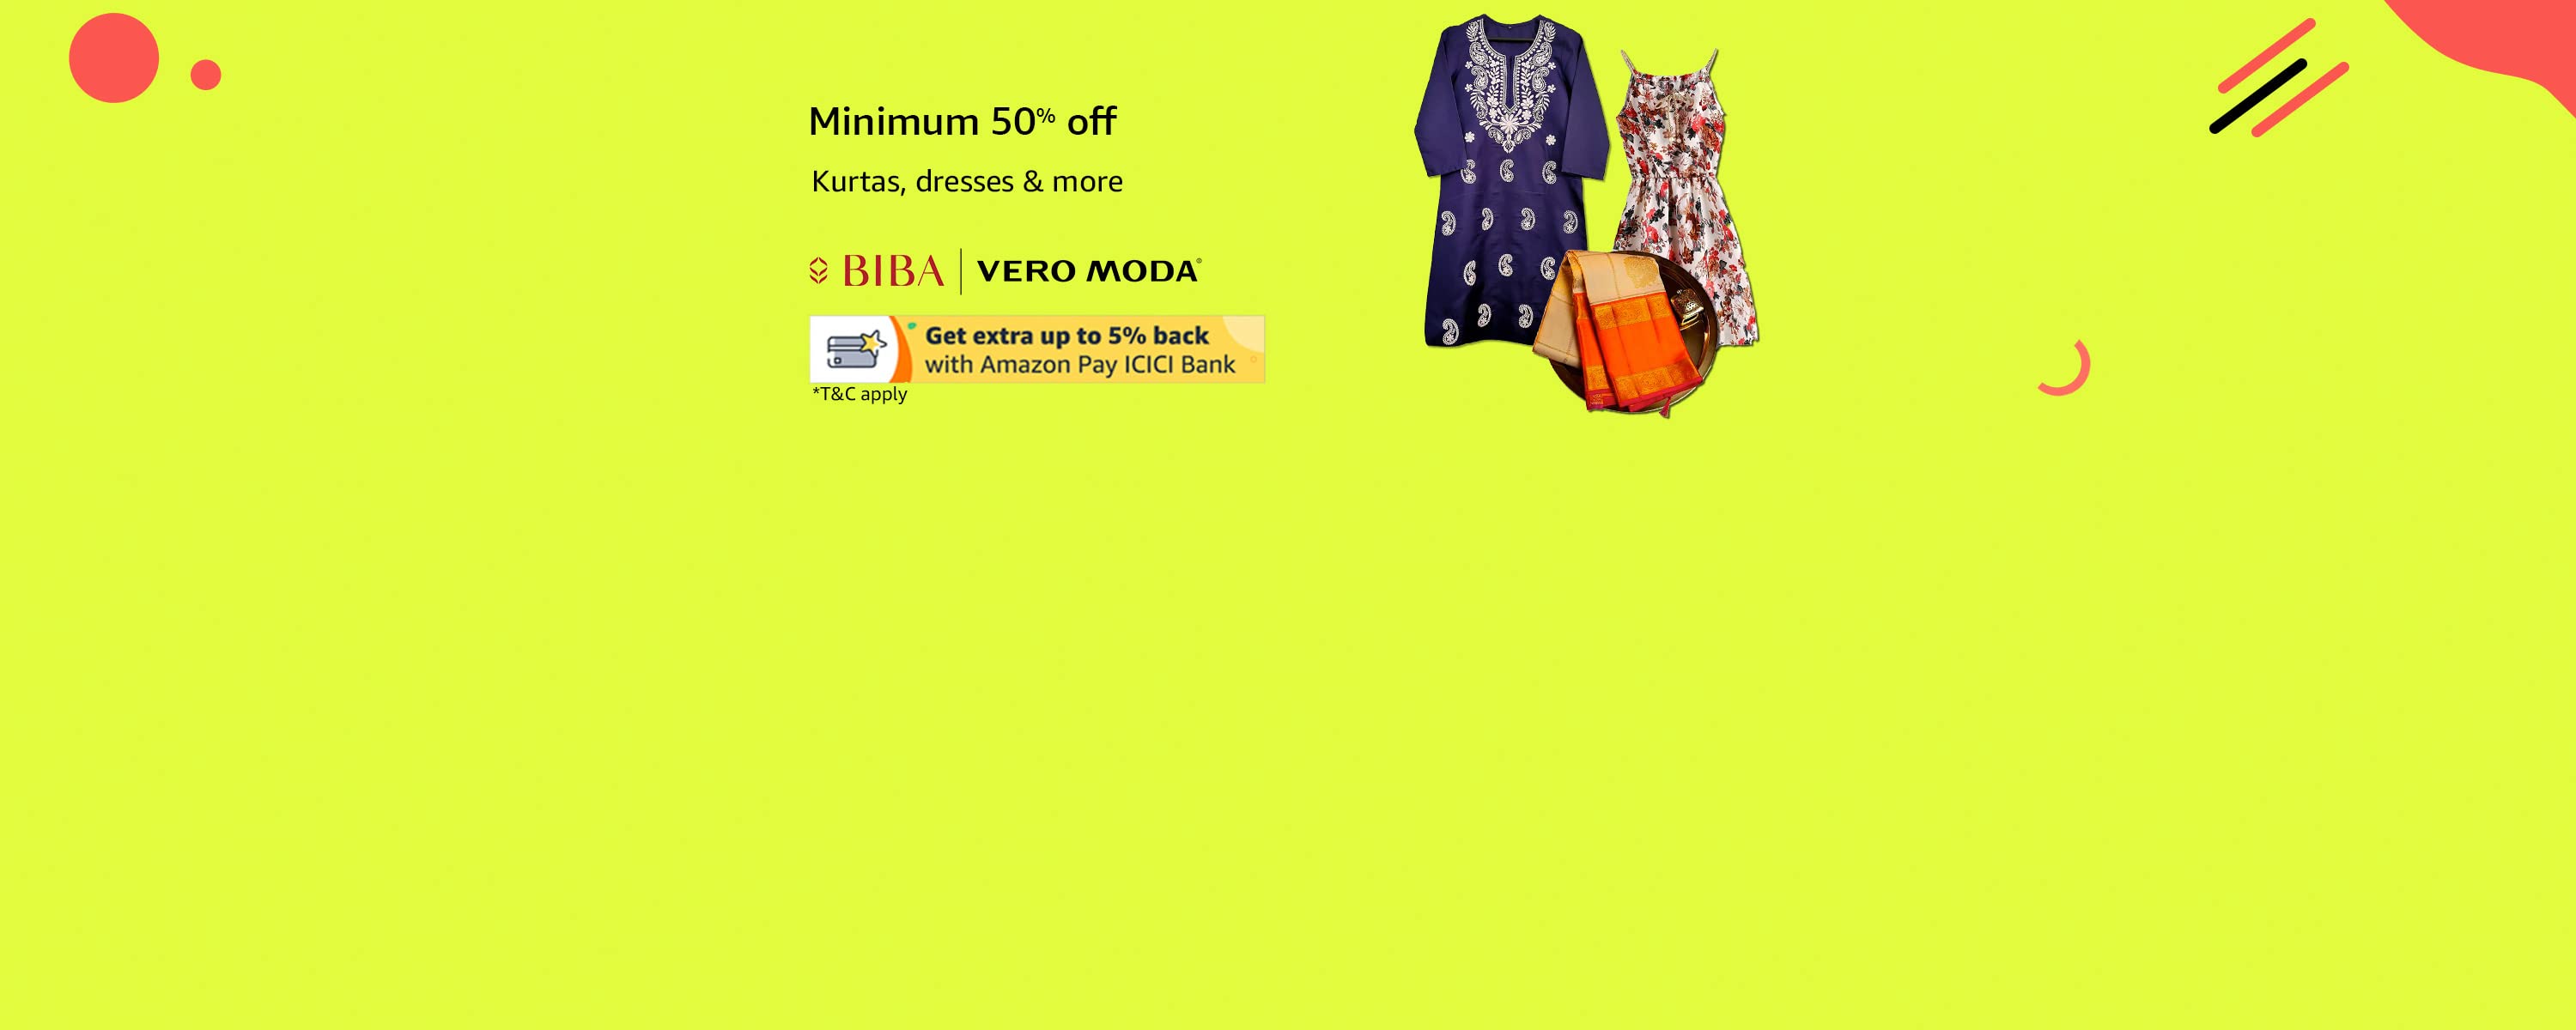 Minimum 50% off
Kurtas, dresses & more
BIBA | VERO MODA®
Get extra up to 5% back
with Amazon Pay ICICI Bank
*T&C apply